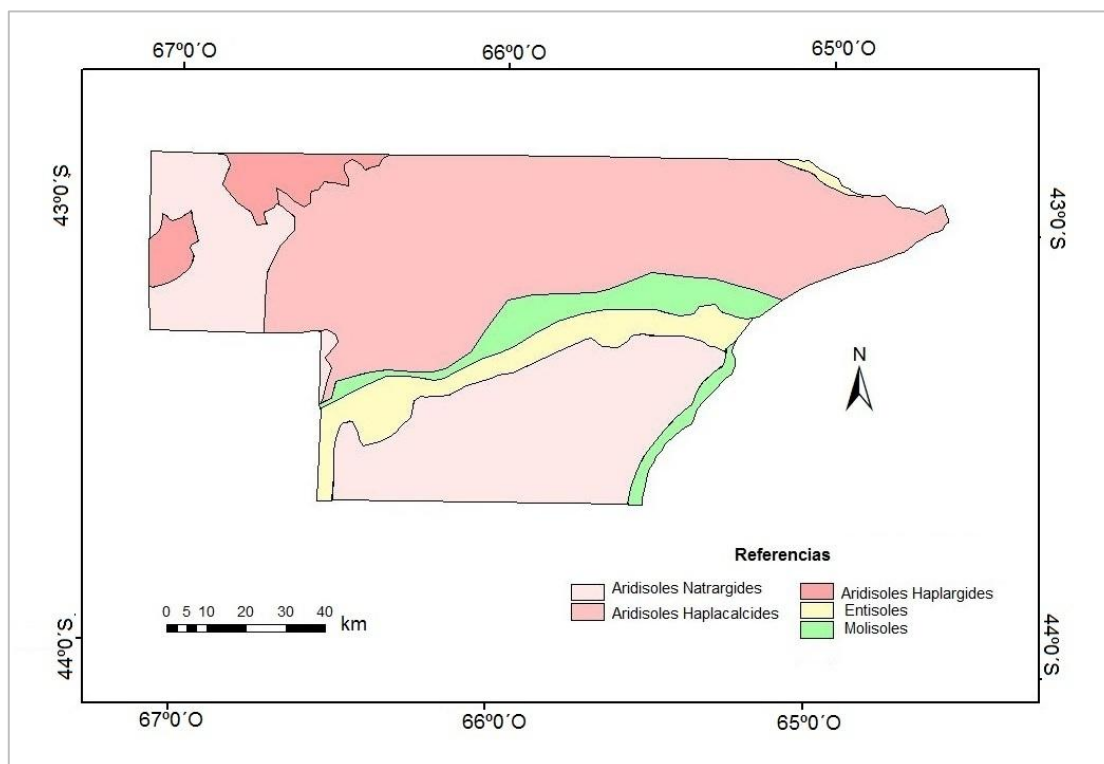 67º0´O 66º0´O 65º0´O
43º0´S 43º0´S
N
Referencias
Aridisoles Natrargides Aridisoles Haplargides
Aridisoles Haplacalcides Entisoles
Molisoles
0 5 10 20 30 40
km
44º0´S 44º0´S
67º0´O 66º0´O 65º0´O